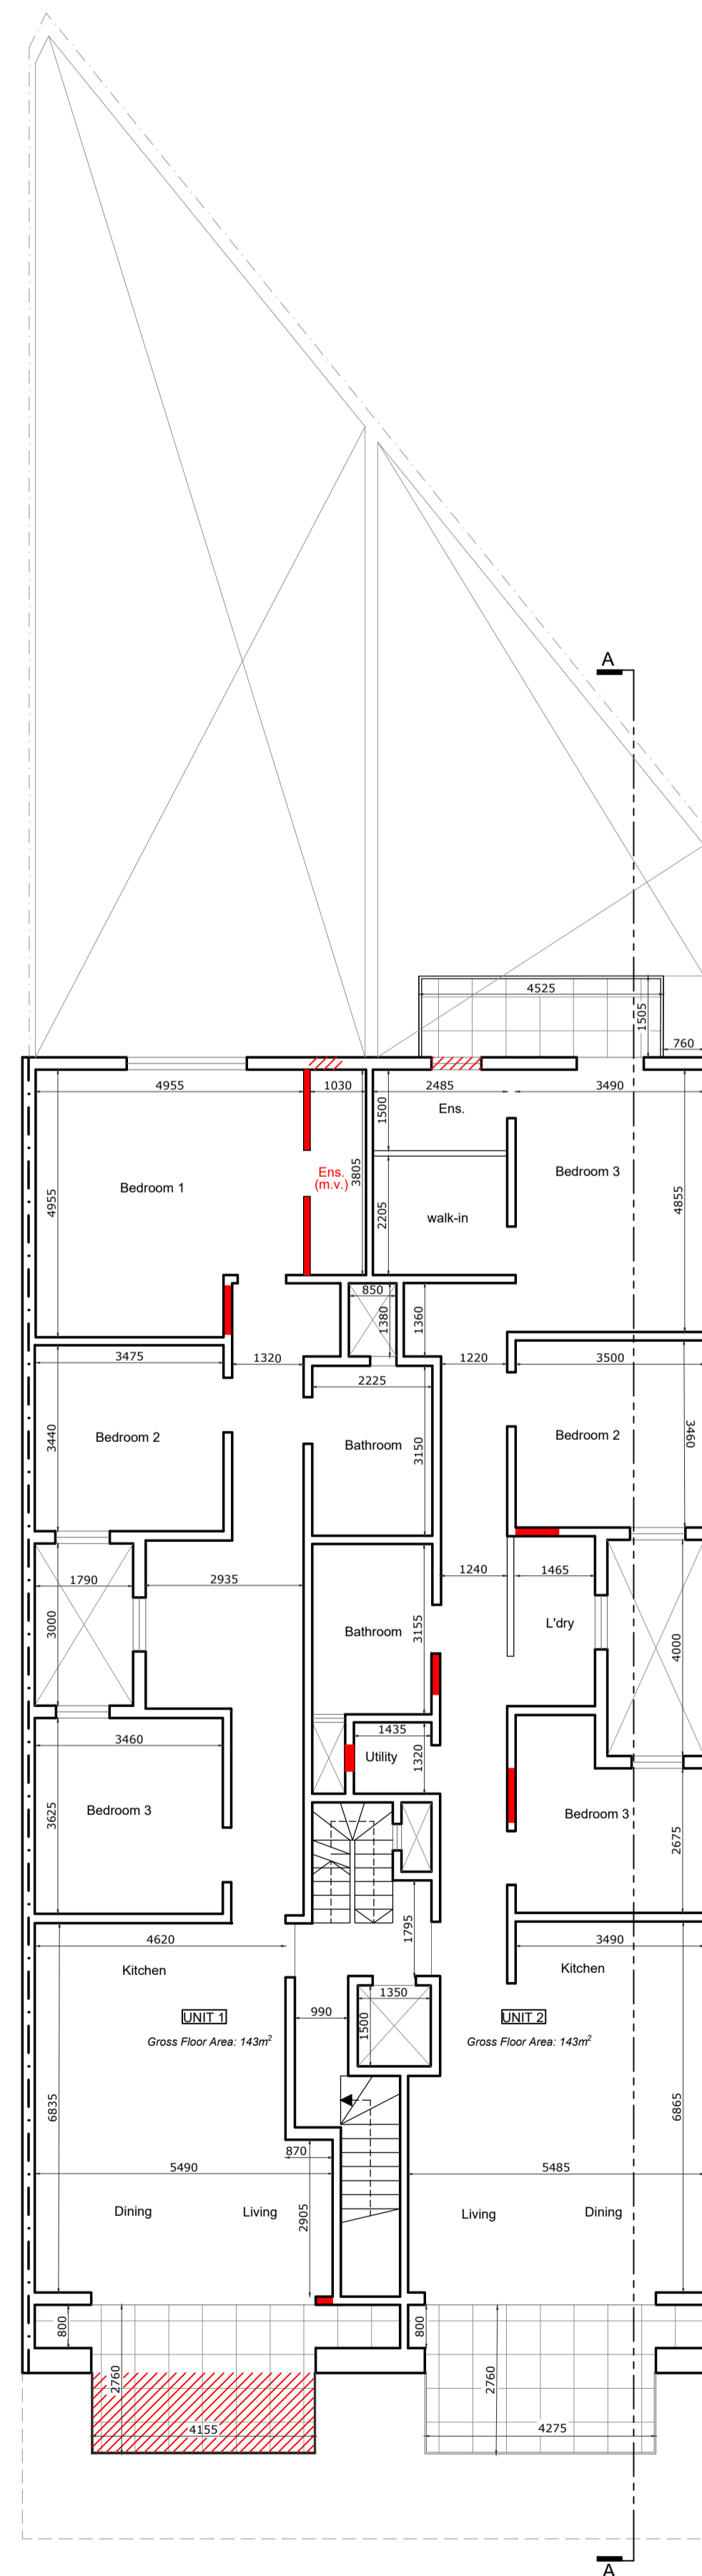 A
4525
1505
760
4955
1030
2485
3490
1500
Ens.
Ens.
(m.v.)
3805
Bedroom 1
4955
Bedroom 3
4855
2205
walk-in
850
1380
1360
3475
1320
2225
1220
3500
3440
Bedroom 2
Bathroom
3150
Bedroom 2
3460
1790
2935
1240
1465
3000
Bathroom
3155
L'dry
4000
3460
1435
Utility
1320
3625
Bedroom 3
Bedroom 3
2675
1795
4620
3490
Kitchen
Kitchen
1350
990
1500
UNIT 1
UNIT 2
Gross Floor Area: 143m²
Gross Floor Area: 143m²
6835
6865
870
5490
5485
2905
Dining
Living
Living
Dining
800
800
2760
2760
4155
4275
A